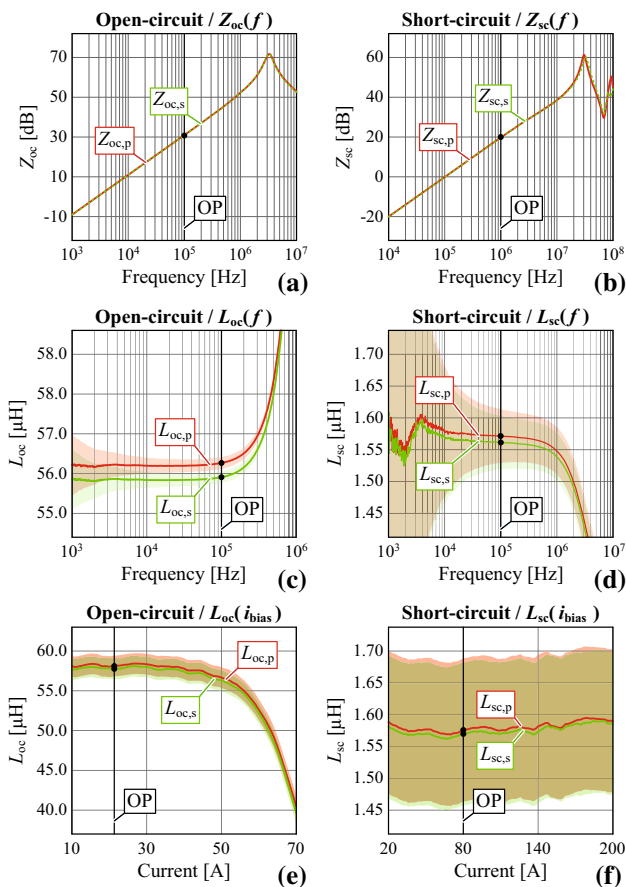 Open-circuit / Zoc(f)
70
50
30
10
-10
Zoc [dB]
Zoc,s
Zoc,p
OP
10³ 10⁴ 10⁵ 10⁶ 10⁷
Frequency [Hz]
(a)
Short-circuit / Zsc(f)
60
40
20
0
-20
Zsc [dB]
Zsc,s
Zsc,p
OP
10⁴ 10⁵ 10⁶ 10⁷ 10⁸
Frequency [Hz]
(b)
Open-circuit / Loc(f)
58.0
57.0
56.0
55.0
Loc [µH]
Loc,p
Loc,s
OP
10³ 10⁴ 10⁵ 10⁶
Frequency [Hz]
(c)
Short-circuit / Lsc(f)
1.70
1.65
1.60
1.55
1.50
1.45
Lsc [µH]
Lsc,p
Lsc,s
OP
10³ 10⁴ 10⁵ 10⁶ 10⁷
Frequency [Hz]
(d)
Open-circuit / Loc(ibias)
60.0
55.0
50.0
45.0
40.0
Loc [µH]
Loc,p
Loc,s
OP
10 30 50 70
Current [A]
(e)
Short-circuit / Lsc(ibias)
1.70
1.65
1.60
1.55
1.50
1.45
Lsc [µH]
Lsc,p
Lsc,s
OP
20 80 140 200
Current [A]
(f)